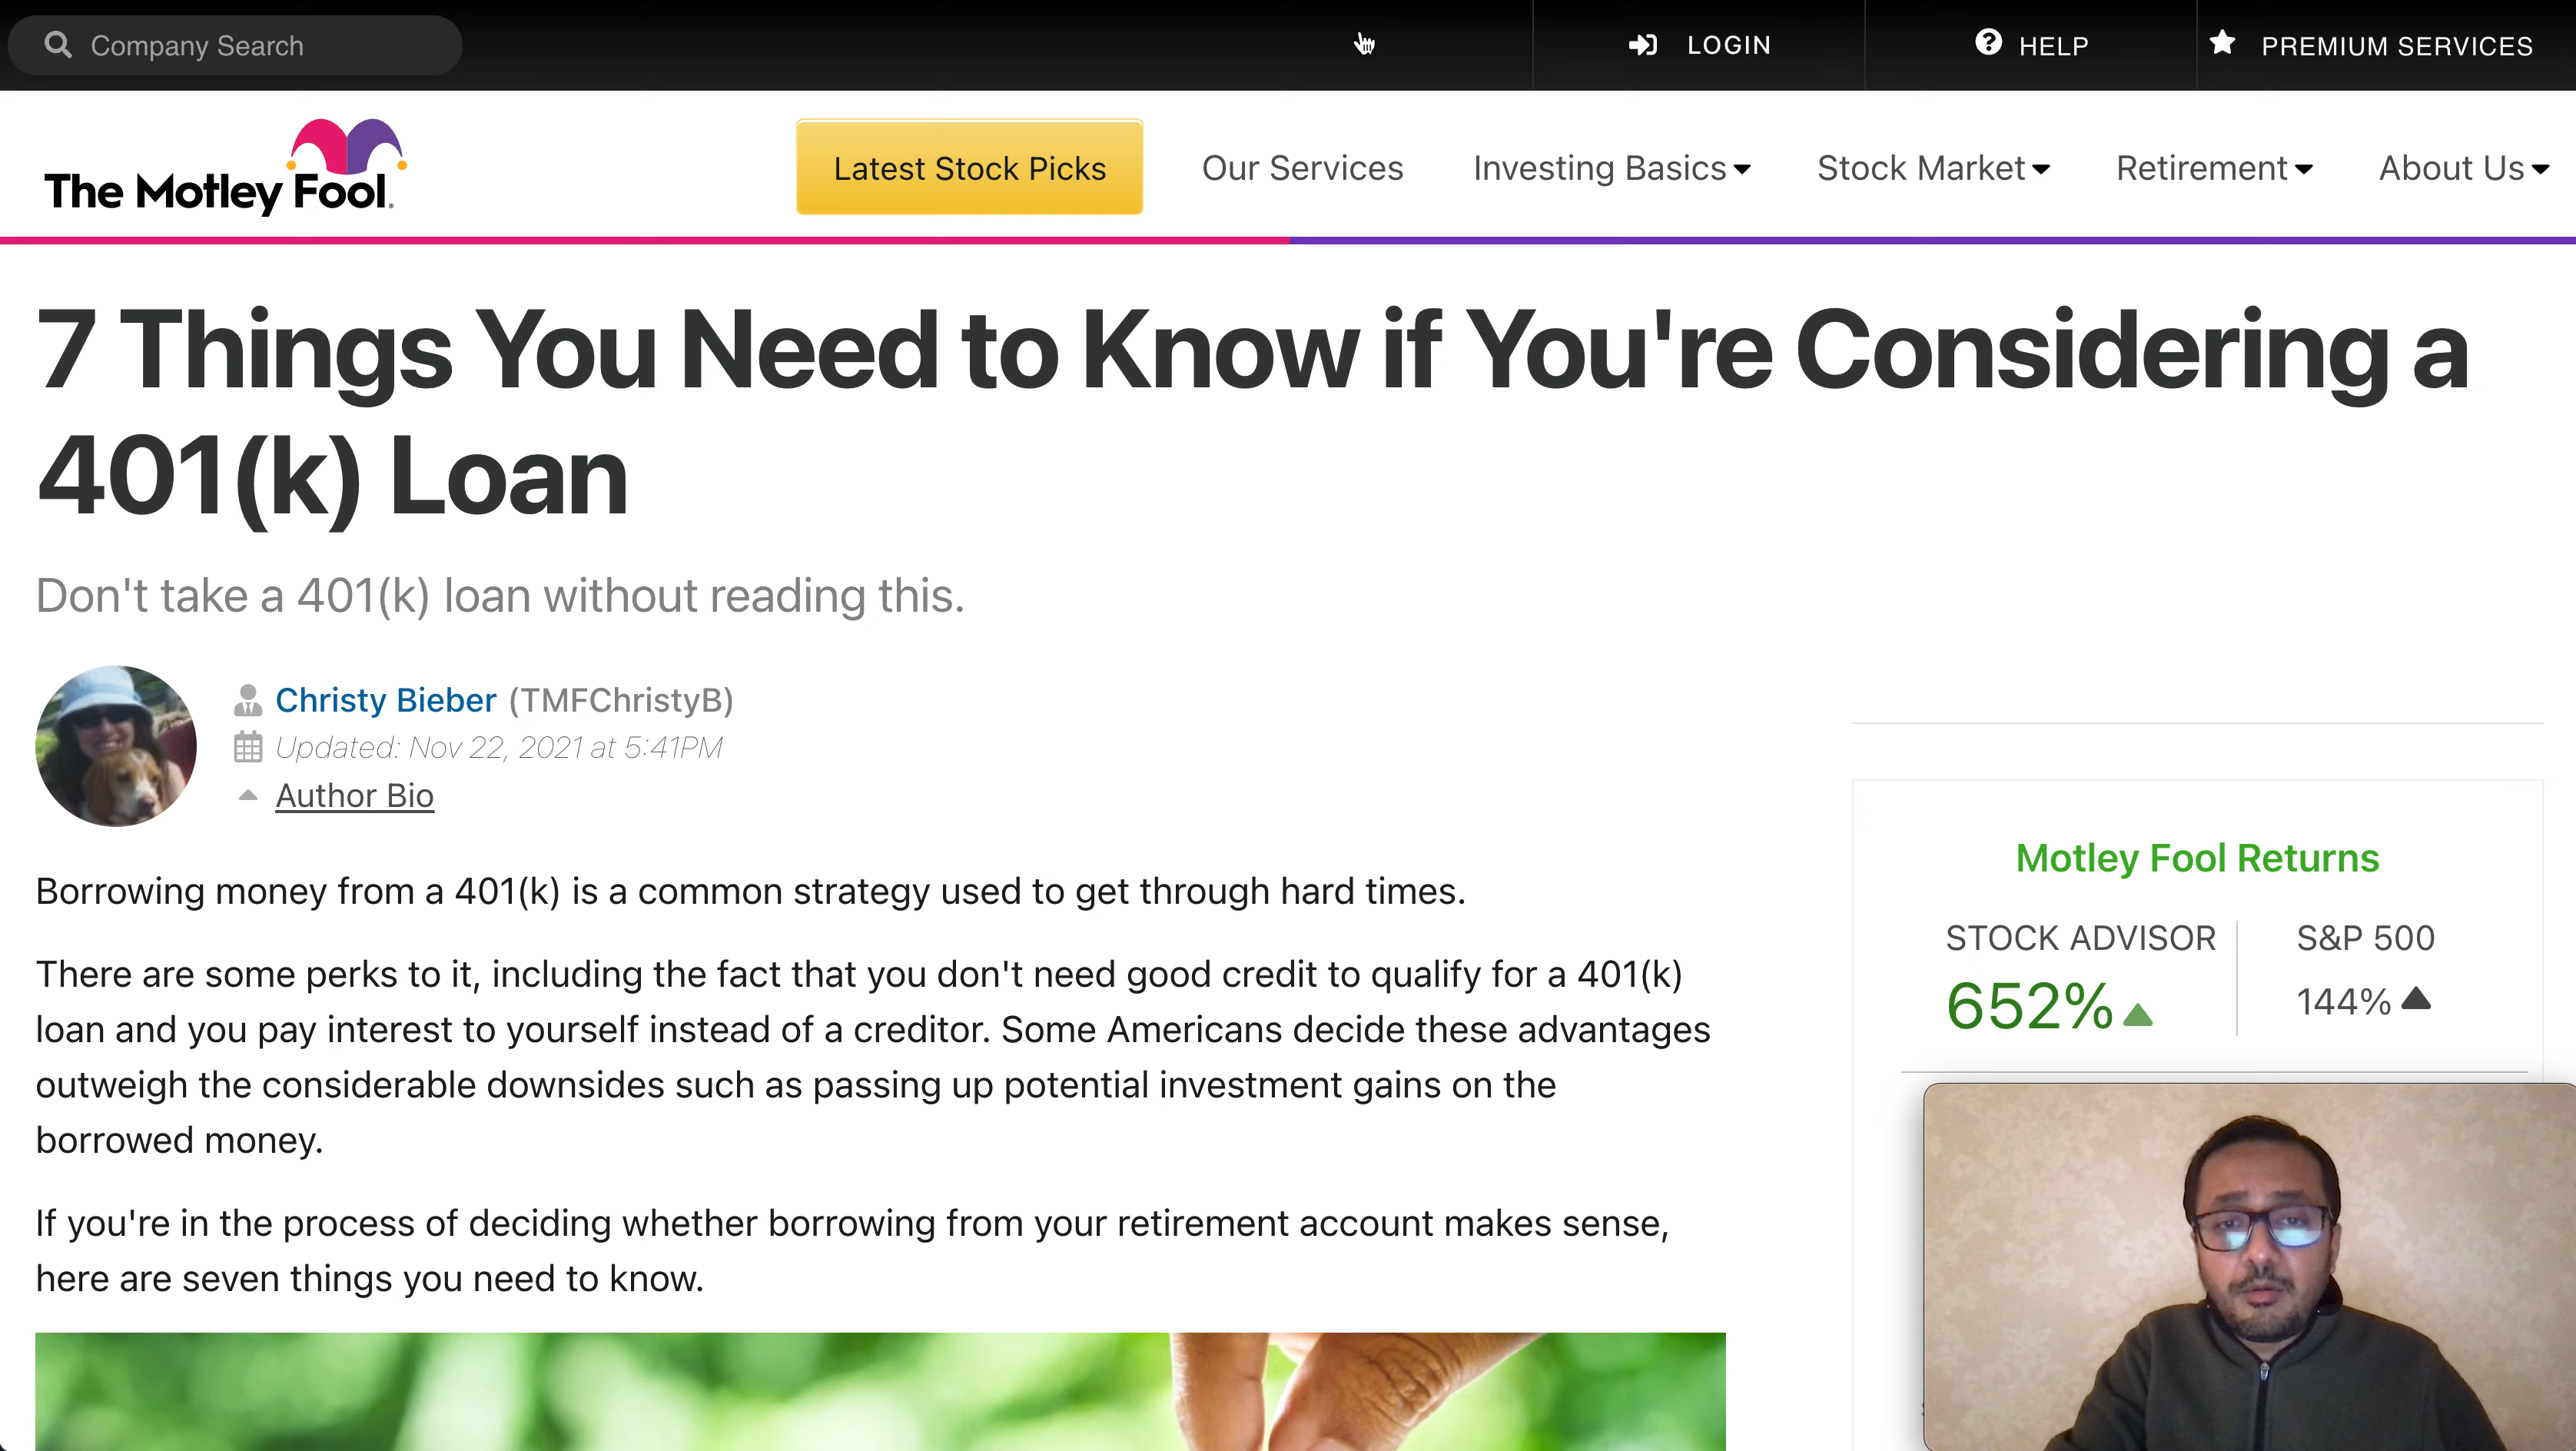 Company Search
LOGIN
HELP
PREMIUM SERVICES
The Motley Fool
Latest Stock Picks
Our Services
Investing Basics
Stock Market
Retirement
About Us
7 Things You Need to Know if You're Considering a
401(k) Loan
Don't take a 401(k) loan without reading this.
Christy Bieber (TMFChristyB)
Updated: Nov 22, 2021 at 5:41PM
Author Bio
Borrowing money from a 401(k) is a common strategy used to get through hard times.
There are some perks to it, including the fact that you don't need good credit to qualify for a 401(k)
loan and you pay interest to yourself instead of a creditor. Some Americans decide these advantages
outweigh the considerable downsides such as passing up potential investment gains on the
borrowed money.
If you're in the process of deciding whether borrowing from your retirement account makes sense,
here are seven things you need to know.
Motley Fool Returns
STOCK ADVISOR
S&P 500
652%
144%